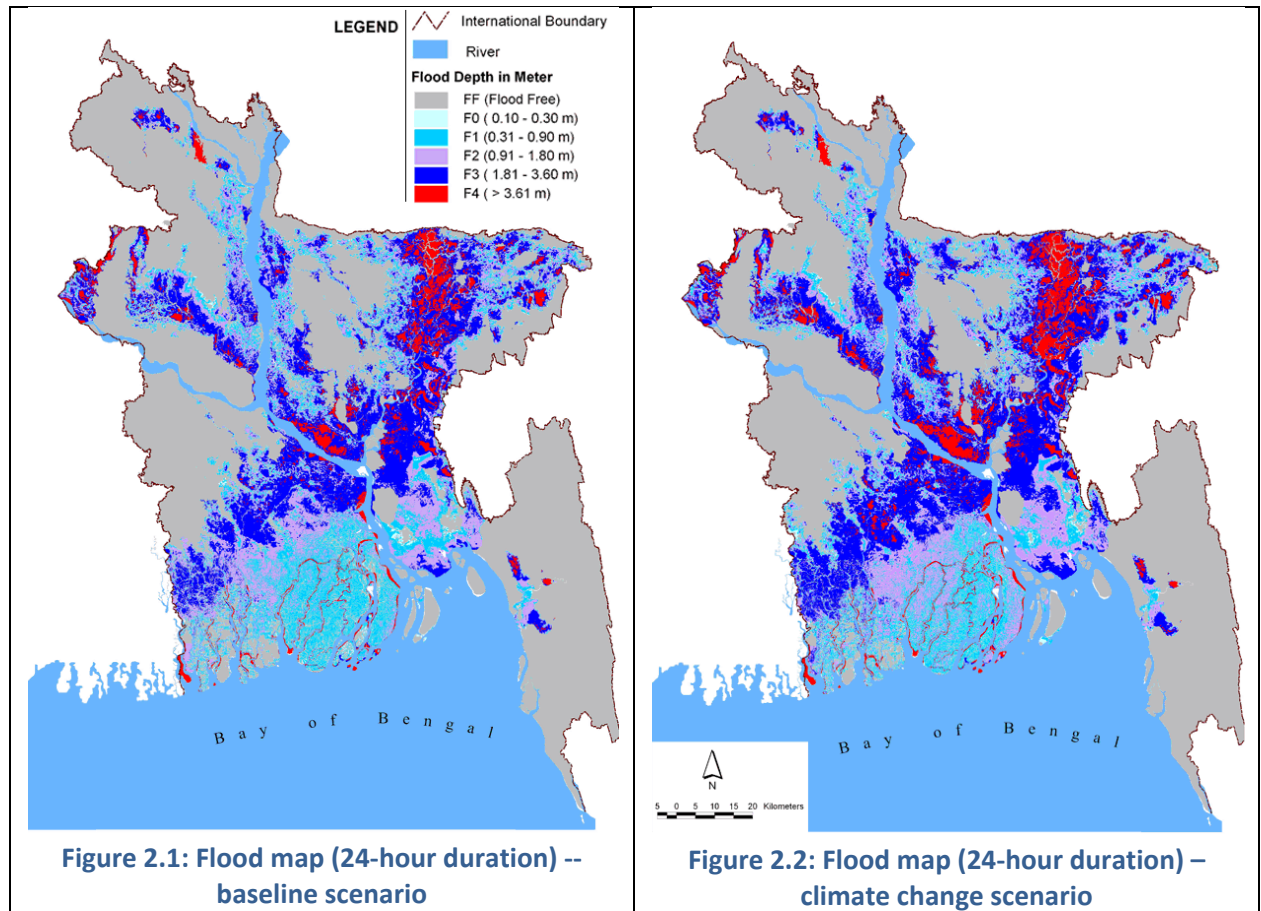 LEGEND
International Boundary
River
Flood Depth in Meter
FF (Flood Free)
F0 ( 0.10 - 0.30 m)
F1 (0.31 - 0.90 m)
F2 (0.91 - 1.80 m)
F3 ( 1.81 - 3.60 m)
F4 ( > 3.61 m)
Bay of Bengal
Figure 2.1: Flood map (24-hour duration) --
baseline scenario
Bay of Bengal
N
5 0 5 10 15 20 Kilometers
Figure 2.2: Flood map (24-hour duration) –
climate change scenario